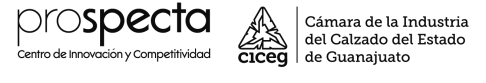 prospecta
Centro de Innovación y Competitividad
ciceg
Cámara de la Industria
del Calzado del Estado
de Guanajuato